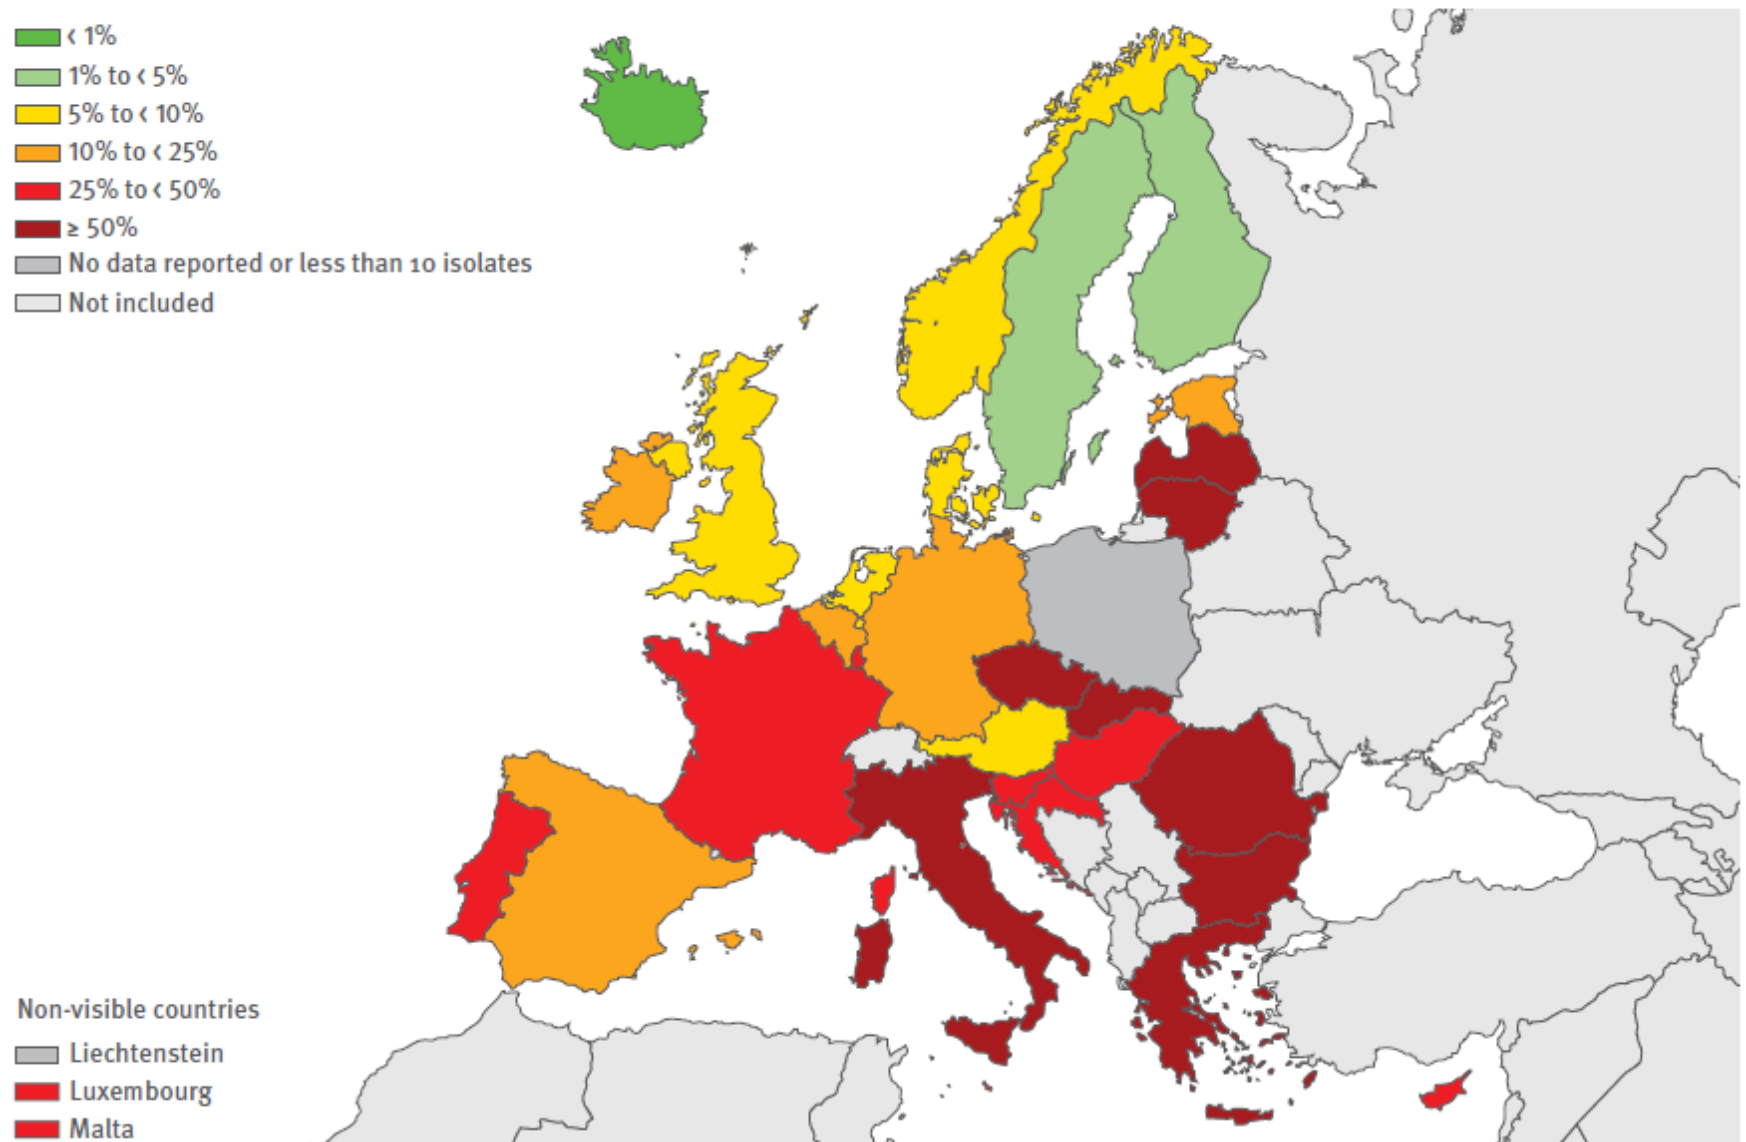 < 1%
1% to < 5%
5% to < 10%
10% to < 25%
25% to < 50%
≥ 50%
No data reported or less than 10 isolates
Not included
Non-visible countries
Liechtenstein
Luxembourg
Malta